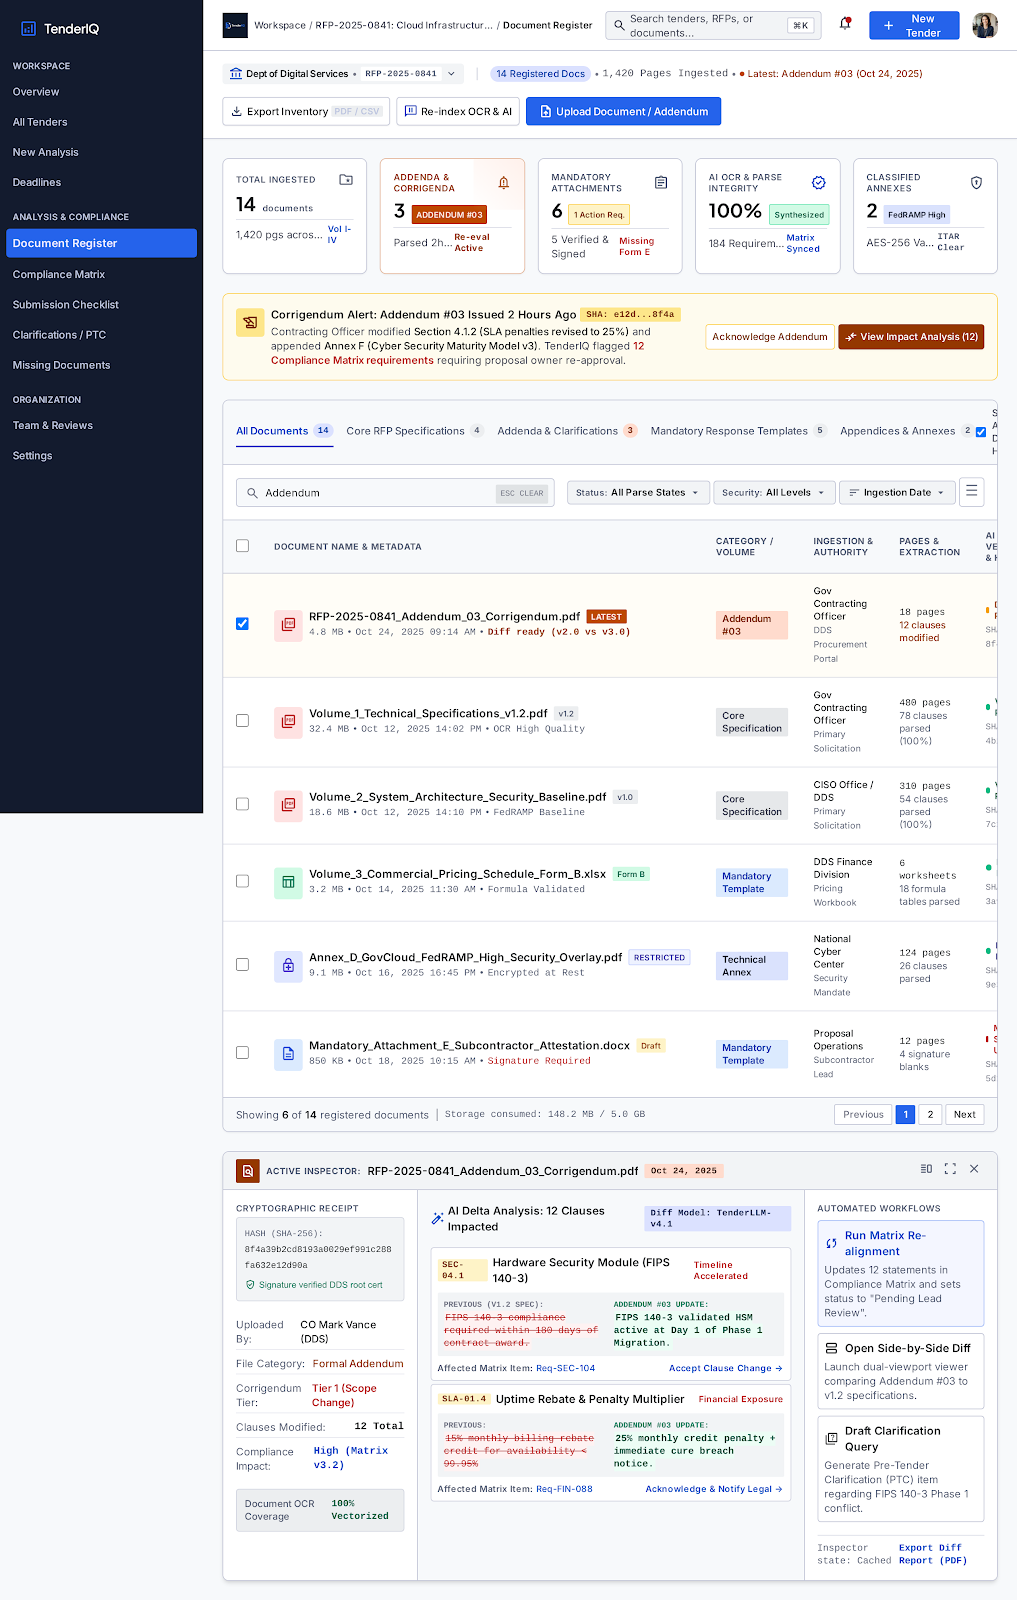 TenderIQ
WORKSPACE
Overview
All Tenders
New Analysis
Deadlines
ANALYSIS & COMPLIANCE
Document Register
Compliance Matrix
Submission Checklist
Clarifications / PTC
Missing Documents
ORGANIZATION
Team & Reviews
Settings
Workspace / RFP-2025-0841: Cloud Infrastructur... / Document Register
Search tenders, RFPs, or documents...
⌘K
New Tender
Dept of Digital Services • RFP-2025-0841
14 Registered Docs • 1,420 Pages Ingested • Latest: Addendum #03 (Oct 24, 2025)
Export Inventory PDF / CSV
Re-index OCR & AI
Upload Document / Addendum
TOTAL INGESTED
14 documents
1,420 pgs acros... Vol I-IV
ADDENDA & CORRIGENDA
3 ADDENDUM #03
Parsed 2h... Re-eval Active
MANDATORY ATTACHMENTS
6 1 Action Req.
5 Verified & Signed Missing Form E
AI OCR & PARSE INTEGRITY
100% Synthesized
184 Requirem... Matrix Synced
CLASSIFIED ANNEXES
2 FedRAMP High
AES-256 Va... ITAR Clear
Corrigendum Alert: Addendum #03 Issued 2 Hours Ago SHA: e12d...8f4a
Contracting Officer modified Section 4.1.2 (SLA penalties revised to 25%) and
appended Annex F (Cyber Security Maturity Model v3). TenderIQ flagged 12
Compliance Matrix requirements requiring proposal owner re-approval.
Acknowledge Addendum
View Impact Analysis (12)
All Documents 14
Core RFP Specifications 4
Addenda & Clarifications 3
Mandatory Response Templates 5
Appendices & Annexes 2
Addendum
ESC CLEAR
Status: All Parse States
Security: All Levels
Ingestion Date
DOCUMENT NAME & METADATA
CATEGORY / VOLUME
INGESTION & AUTHORITY
PAGES & EXTRACTION
RFP-2025-0841_Addendum_03_Corrigendum.pdf LATEST
4.8 MB • Oct 24, 2025 09:14 AM • Diff ready (v2.0 vs v3.0)
Addendum #03
Gov Contracting Officer
DDS Procurement Portal
18 pages
12 clauses modified
Volume_1_Technical_Specifications_v1.2.pdf v1.2
32.4 MB • Oct 12, 2025 14:02 PM • OCR High Quality
Core Specification
Gov Contracting Officer
Primary Solicitation
480 pages
78 clauses parsed (100%)
Volume_2_System_Architecture_Security_Baseline.pdf v1.0
18.6 MB • Oct 12, 2025 14:10 PM • FedRAMP Baseline
Core Specification
CISO Office / DDS
Primary Solicitation
310 pages
54 clauses parsed (100%)
Volume_3_Commercial_Pricing_Schedule_Form_B.xlsx Form B
3.2 MB • Oct 14, 2025 11:30 AM • Formula Validated
Mandatory Template
DDS Finance Division
Pricing Workbook
6 worksheets
18 formula tables parsed
Annex_D_GovCloud_FedRAMP_High_Security_Overlay.pdf RESTRICTED
9.1 MB • Oct 16, 2025 16:45 PM • Encrypted at Rest
Technical Annex
National Cyber Center
Security Mandate
124 pages
26 clauses parsed
Mandatory_Attachment_E_Subcontractor_Attestation.docx Draft
850 KB • Oct 18, 2025 10:15 AM • Signature Required
Mandatory Template
Proposal Operations
Subcontractor Lead
12 pages
4 signature blanks
Showing 6 of 14 registered documents | Storage consumed: 148.2 MB / 5.0 GB
Previous 1 2 Next
ACTIVE INSPECTOR: RFP-2025-0841_Addendum_03_Corrigendum.pdf Oct 24, 2025
CRYPTOGRAPHIC RECEIPT
HASH (SHA-256):
8f4a39b2cd8193a0029ef991c288
fa632e12d90a
Signature verified DDS root cert
Uploaded By: CO Mark Vance (DDS)
File Category: Formal Addendum
Corrigendum Tier: Tier 1 (Scope Change)
Clauses Modified: 12 Total
Compliance Impact: High (Matrix v3.2)
Document OCR Coverage 100% Vectorized
AI Delta Analysis: 12 Clauses Impacted
Diff Model: TenderLLM-v4.1
SEC-04.1 Hardware Security Module (FIPS 140-3) Timeline Accelerated
PREVIOUS (V1.2 SPEC):
FIPS 140-3 compliance
required within 180 days of
contract award.
ADDENDUM #03 UPDATE:
FIPS 140-3 validated HSM
active at Day 1 of Phase 1
Migration.
Affected Matrix Item: Req-SEC-104
Accept Clause Change →
SLA-01.4 Uptime Rebate & Penalty Multiplier Financial Exposure
PREVIOUS:
15% monthly billing rebate
credit for availability <
99.95%
ADDENDUM #03 UPDATE:
25% monthly credit penalty +
immediate cure breach
notice.
Affected Matrix Item: Req-FIN-088
Acknowledge & Notify Legal →
AUTOMATED WORKFLOWS
Run Matrix Re-alignment
Updates 12 statements in
Compliance Matrix and sets
status to "Pending Lead
Review".
Open Side-by-Side Diff
Launch dual-viewport viewer
comparing Addendum #03 to
v1.2 specifications.
Draft Clarification Query
Generate Pre-Tender
Clarification (PTC) item
regarding FIPS 140-3 Phase 1
conflict.
Inspector state: Cached
Export Diff Report (PDF)